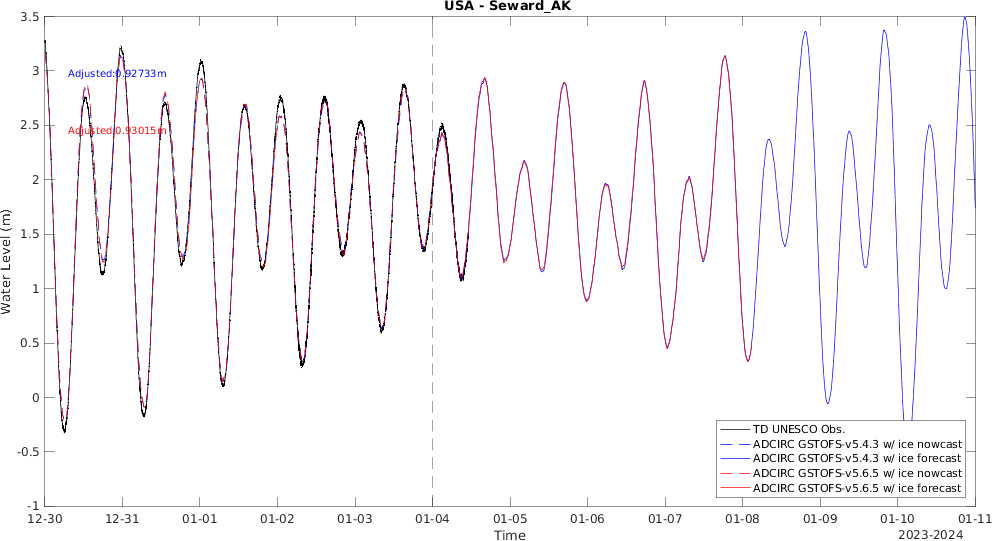 USA - Seward_AK
Water Level (m)
3.5
3
2.5
2
1.5
1
0.5
0
-0.5
-1
Adjusted:0.92733m
Adjusted:0.93015m
TD UNESCO Obs.
ADCIRC GSTOFS-v5.4.3 w/ ice nowcast
ADCIRC GSTOFS-v5.4.3 w/ ice forecast
ADCIRC GSTOFS-v5.6.5 w/ ice nowcast
ADCIRC GSTOFS-v5.6.5 w/ ice forecast
12-30 12-31 01-01 01-02 01-03 01-04 01-05 01-06 01-07 01-08 01-09 01-10 01-11
Time
2023-2024